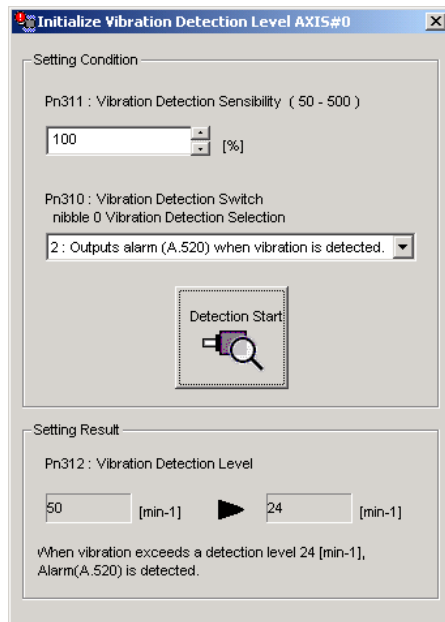 Initialize Vibration Detection Level AXIS#0
Setting Condition
Pn311 : Vibration Detection Sensibility ( 50 - 500 )
100
[%]
Pn310 : Vibration Detection Switch
nibble 0 Vibration Detection Selection
2 : Outputs alarm (A.520) when vibration is detected.
Detection Start
Setting Result
Pn312 : Vibration Detection Level
50 [min-1] 24 [min-1]
When vibration exceeds a detection level 24 [min-1],
Alarm(A.520) is detected.